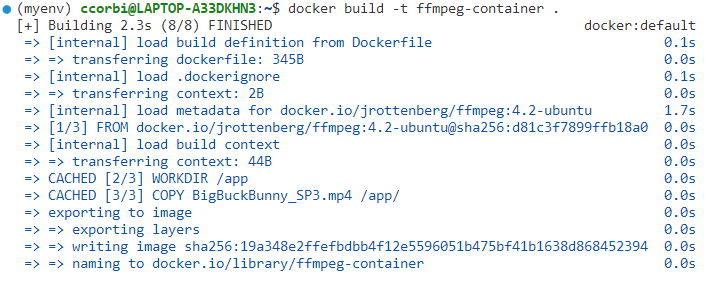 (myenv) ccorbi@LAPTOP-A33DKHN3:~$ docker build -t ffmpeg-container .
[+] Building 2.3s (8/8) FINISHED docker:default
=> [internal] load build definition from Dockerfile 0.1s
=> => transferring dockerfile: 345B 0.0s
=> [internal] load .dockerignore 0.1s
=> => transferring context: 2B 0.0s
=> [internal] load metadata for docker.io/jrottenberg/ffmpeg:4.2-ubuntu 1.7s
=> [1/3] FROM docker.io/jrottenberg/ffmpeg:4.2-ubuntu@sha256:d81c3f7899ffb18a0 0.0s
=> [internal] load build context 0.0s
=> => transferring context: 44B 0.0s
=> CACHED [2/3] WORKDIR /app 0.0s
=> CACHED [3/3] COPY BigBuckBunny_SP3.mp4 /app/ 0.0s
=> exporting to image 0.0s
=> => exporting layers 0.0s
=> => writing image sha256:19a348e2ffefbdbb4f12e5596051b475bf41b1638d868452394 0.0s
=> => naming to docker.io/library/ffmpeg-container 0.0s